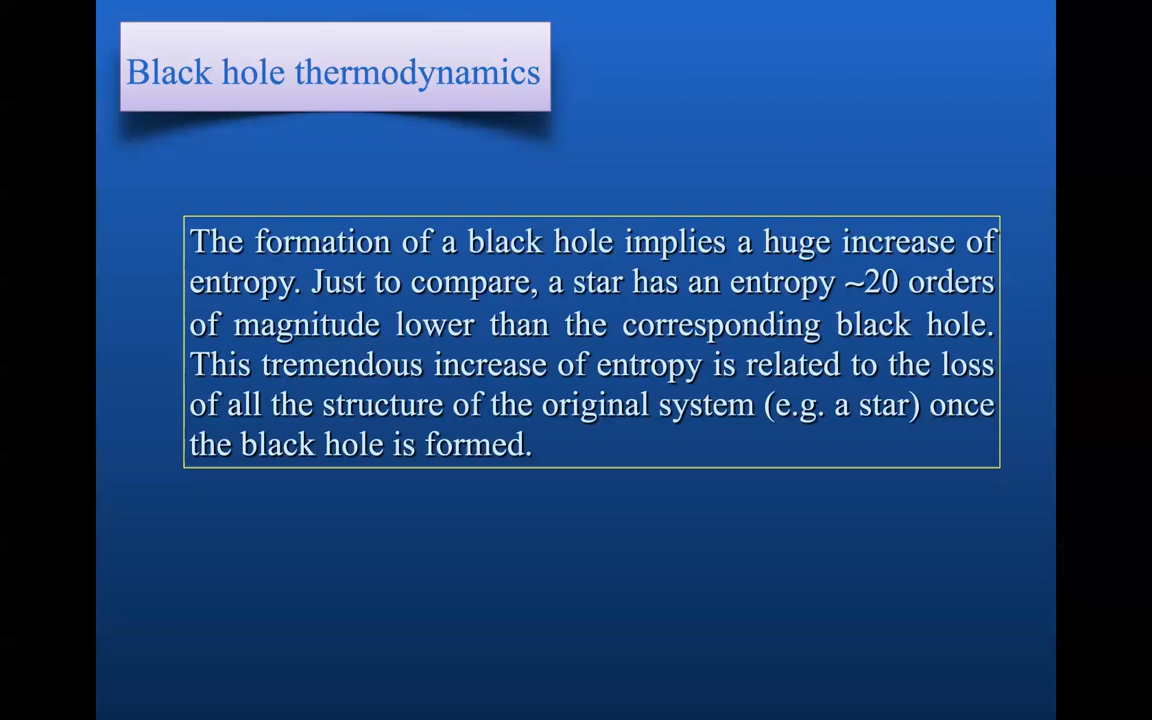 Black hole thermodynamics
The formation of a black hole implies a huge increase of
entropy. Just to compare, a star has an entropy ~20 orders
of magnitude lower than the corresponding black hole.
This tremendous increase of entropy is related to the loss
of all the structure of the original system (e.g. a star) once
the black hole is formed.